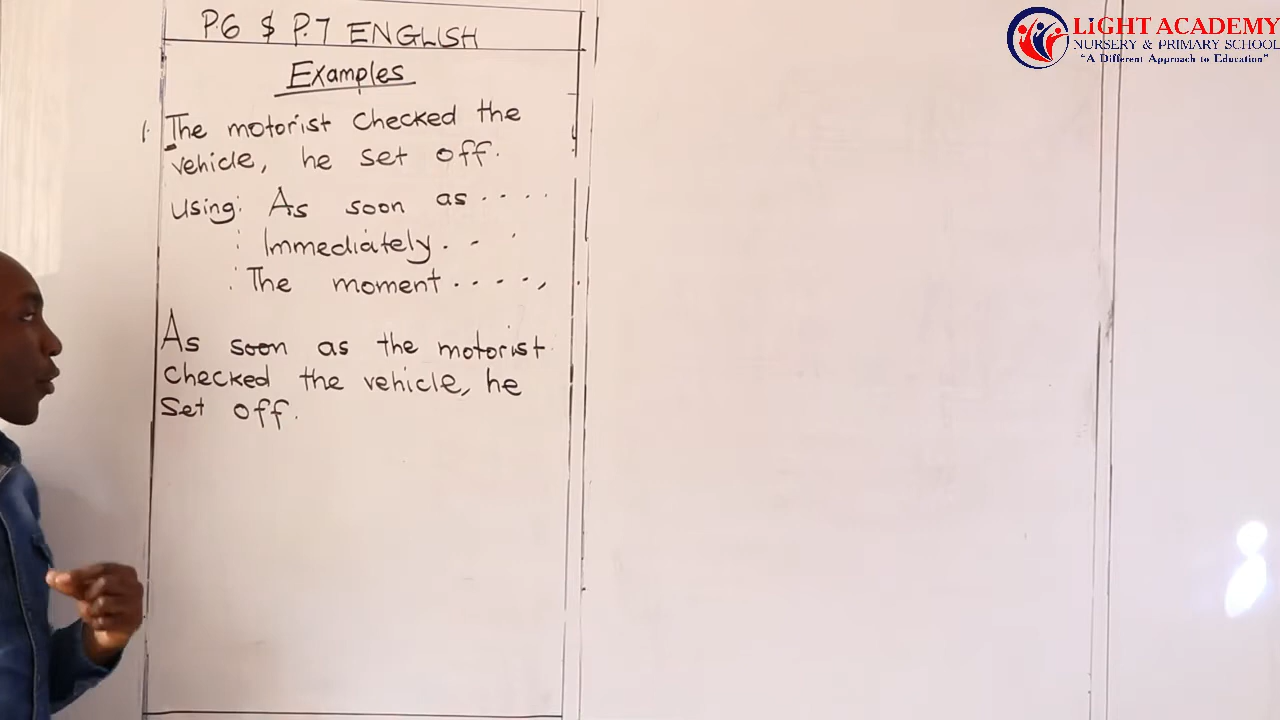 P.6 $ P.7 ENGLISH
Examples
1. The motorist checked the
vehicle, he set off.
Using: As soon as ....
: Immediately...
: The moment ....,
As soon as the motorist
checked the vehicle, he
set off.
LIGHT ACADEMY
NURSERY & PRIMARY SCHOOL
"A Different Approach to Education"